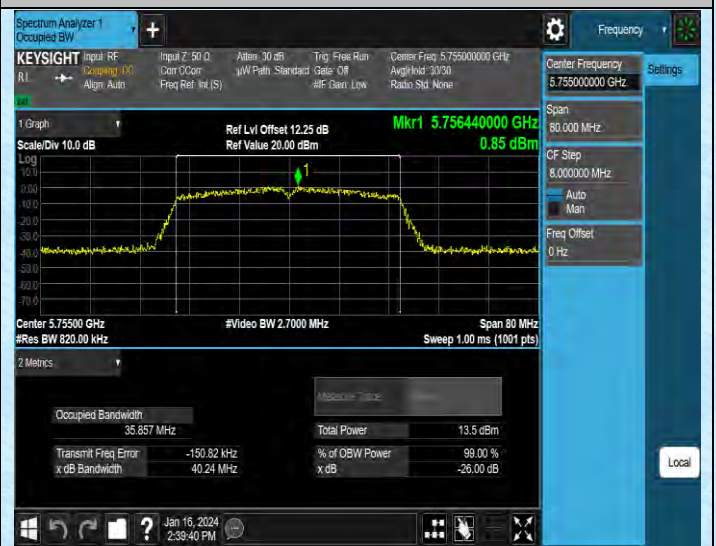 Spectrum Analyzer 1
Occupied BW
+
Frequency
KEYSIGHT Input: RF
RL
Coupling: DC
Align: Auto
Input Z: 50 Ω
Corr CCorr
Freq Ref: Int (S)
Atten: 30 dB
µW Path: Standard
Trig: Free Run
Gate: Off
#IF Gain: Low
Center Freq: 5.755000000 GHz
Avg|Hold: 30/30
Radio Std: None
Center Frequency
5.755000000 GHz
Settings
Span
80.000 MHz
CF Step
8.000000 MHz
Auto
Man
Freq Offset
0 Hz
1 Graph
Scale/Div 10.0 dB
Ref Lvl Offset 12.25 dB
Ref Value 20.00 dBm
Mkr1 5.756440000 GHz
0.85 dBm
Log
10.0
0.00
-10.0
-20.0
-30.0
-40.0
-50.0
-60.0
-70.0
1
Center 5.75500 GHz
#Res BW 820.00 kHz
#Video BW 2.7000 MHz
Span 80 MHz
Sweep 1.00 ms (1001 pts)
2 Metrics
Measure Trace
Occupied Bandwidth
35.857 MHz
Total Power 13.5 dBm
Transmit Freq Error -150.82 kHz
% of OBW Power 99.00 %
x dB Bandwidth 40.24 MHz
x dB -26.00 dB
Local
?
Jan 16, 2024
2:39:40 PM